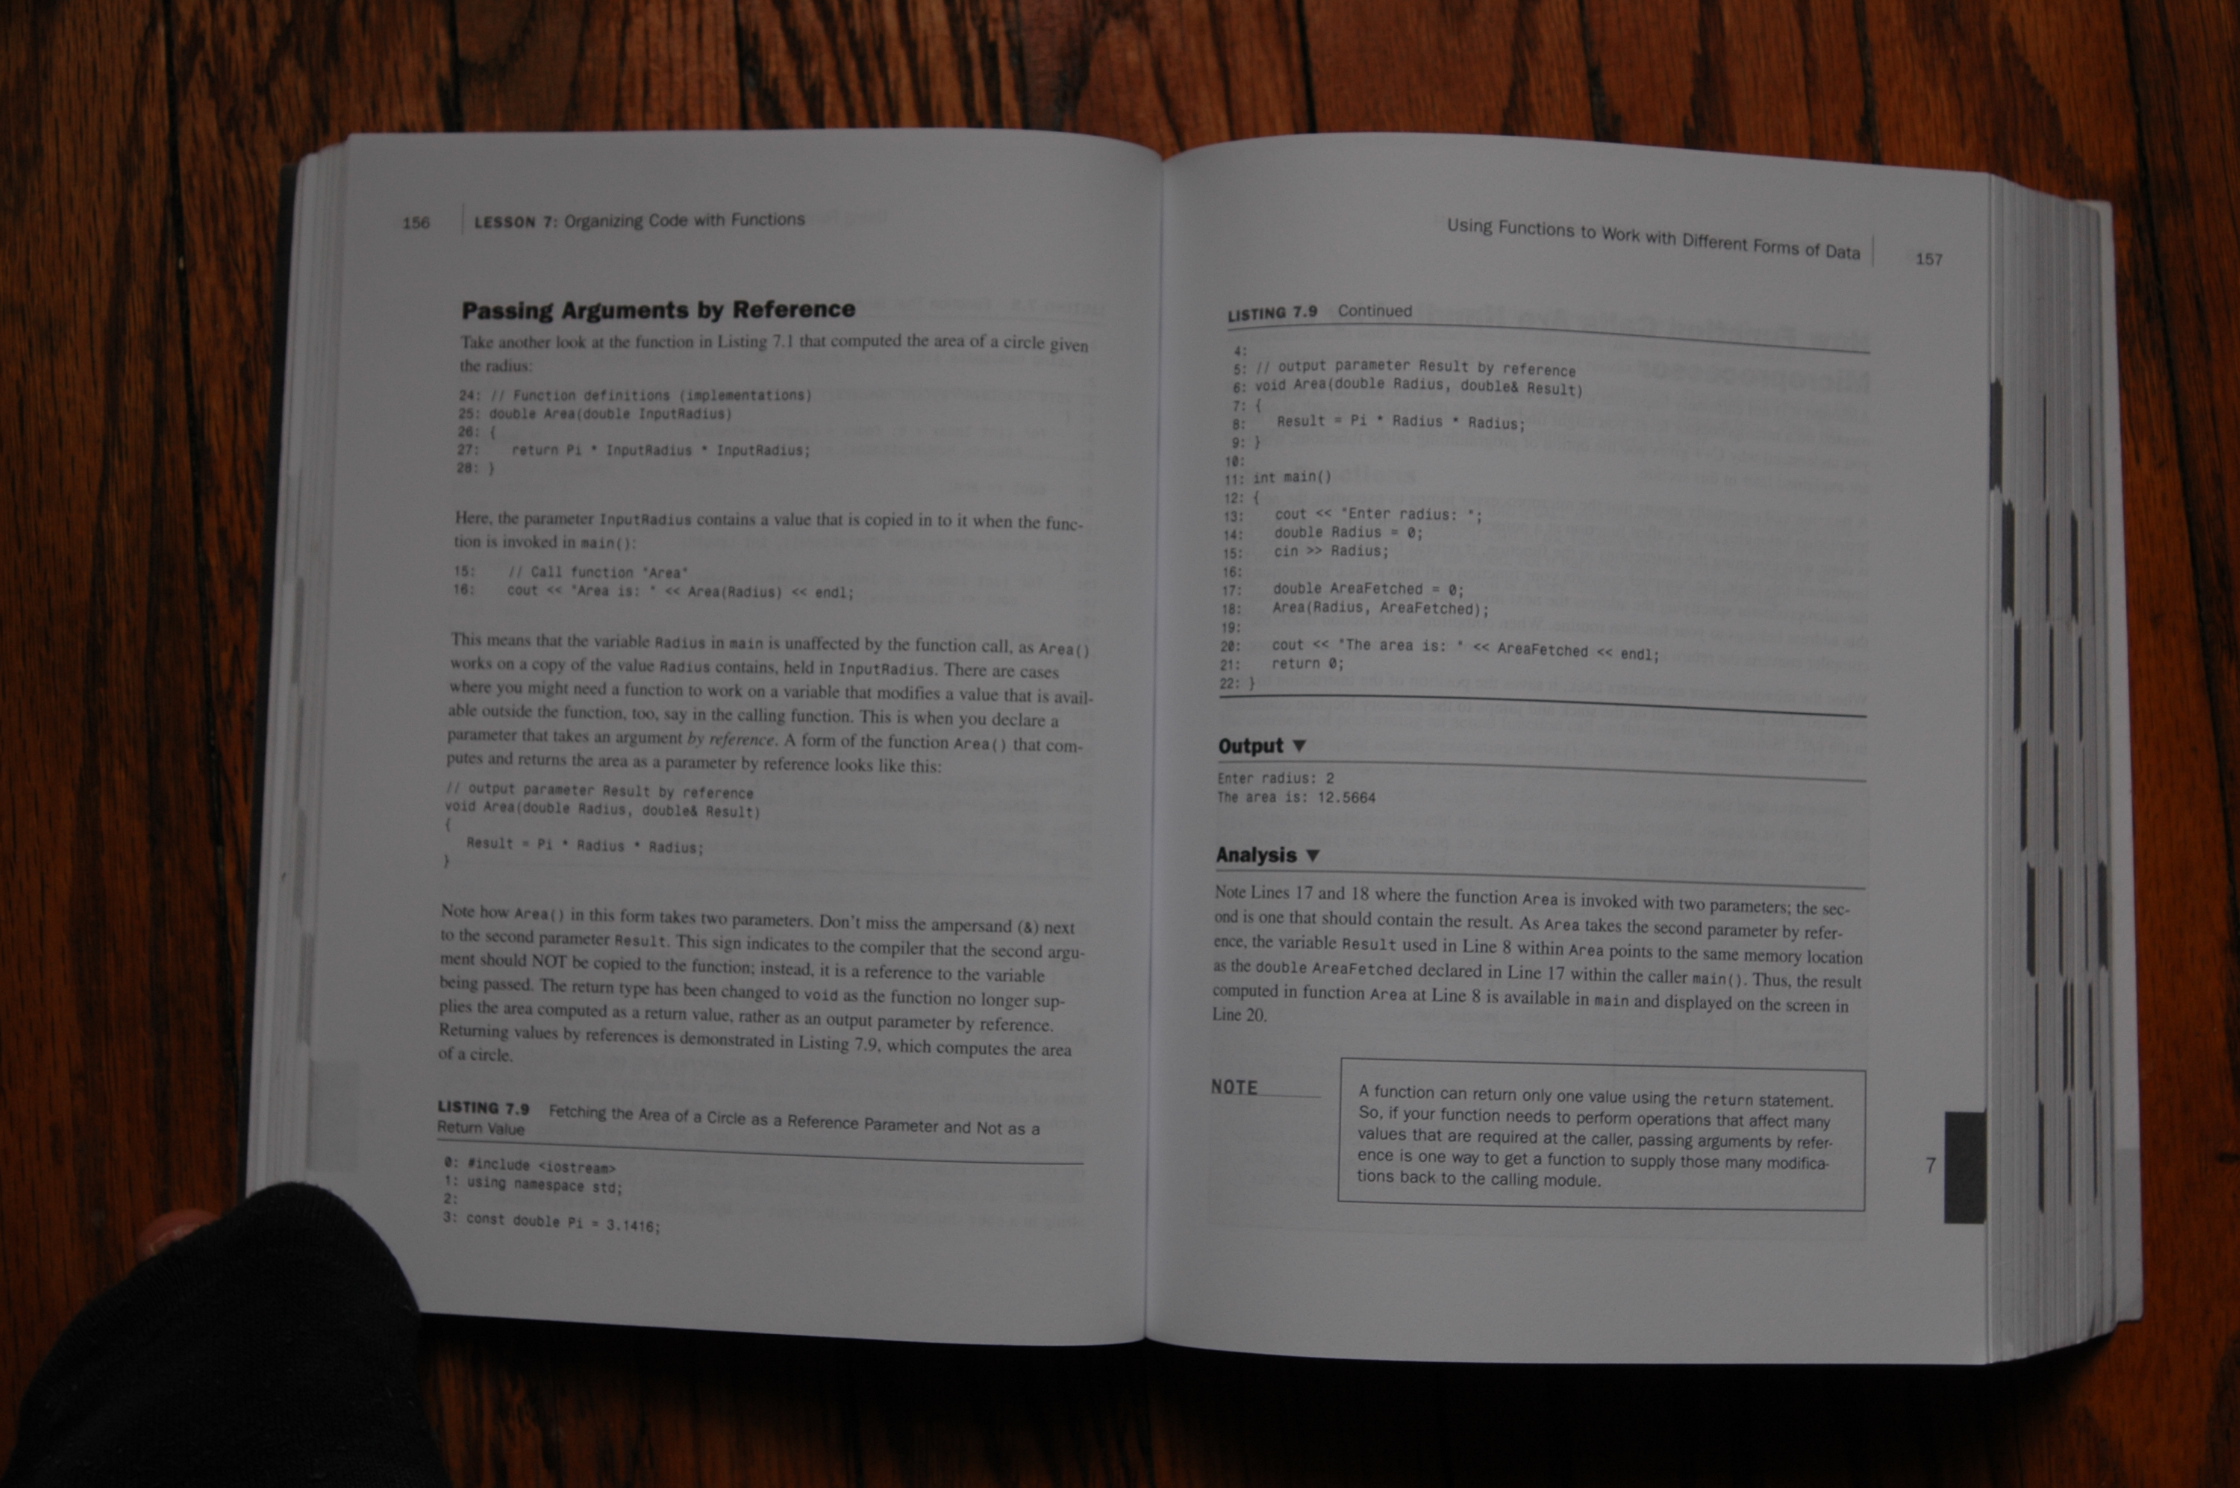 156 LESSON 7: Organizing Code with Functions
Passing Arguments by Reference
Take another look at the function in Listing 7.1 that computed the area of a circle given
the radius:
24: // Function definitions (implementations)
25: double Area(double InputRadius)
26: {
27:    return Pi * InputRadius * InputRadius;
28: }
Here, the parameter InputRadius contains a value that is copied in to it when the func-
tion is invoked in main():
15:    // Call function "Area"
16:    cout << "Area is: " << Area(Radius) << endl;
This means that the variable Radius in main is unaffected by the function call, as Area()
works on a copy of the value Radius contains, held in InputRadius. There are cases
where you might need a function to work on a variable that modifies a value that is avail-
able outside the function, too, say in the calling function. This is when you declare a
parameter that takes an argument by reference. A form of the function Area() that com-
putes and returns the area as a parameter by reference looks like this:
// output parameter Result by reference
void Area(double Radius, double& Result)
{
   Result = Pi * Radius * Radius;
}
Note how Area() in this form takes two parameters. Don't miss the ampersand (&) next
to the second parameter Result. This sign indicates to the compiler that the second argu-
ment should NOT be copied to the function; instead, it is a reference to the variable
being passed. The return type has been changed to void as the function no longer sup-
plies the area computed as a return value, rather as an output parameter by reference.
Returning values by references is demonstrated in Listing 7.9, which computes the area
of a circle.
LISTING 7.9 Fetching the Area of a Circle as a Reference Parameter and Not as a
Return Value
0: #include <iostream>
1: using namespace std;
2:
3: const double Pi = 3.1416;
Using Functions to Work with Different Forms of Data 157
LISTING 7.9 Continued
4:
5: // output parameter Result by reference
6: void Area(double Radius, double& Result)
7: {
8:    Result = Pi * Radius * Radius;
9: }
10:
11: int main()
12: {
13:    cout << "Enter radius: ";
14:    double Radius = 0;
15:    cin >> Radius;
16:
17:    double AreaFetched = 0;
18:    Area(Radius, AreaFetched);
19:
20:    cout << "The area is: " << AreaFetched << endl;
21:    return 0;
22: }
Output ▼
Enter radius: 2
The area is: 12.5664
Analysis ▼
Note Lines 17 and 18 where the function Area is invoked with two parameters; the sec-
ond is one that should contain the result. As Area takes the second parameter by refer-
ence, the variable Result used in Line 8 within Area points to the same memory location
as the double AreaFetched declared in Line 17 within the caller main(). Thus, the result
computed in function Area at Line 8 is available in main and displayed on the screen in
Line 20.
NOTE
A function can return only one value using the return statement.
So, if your function needs to perform operations that affect many
values that are required at the caller, passing arguments by refer-
ence is one way to get a function to supply those many modifica-
tions back to the calling module.
7